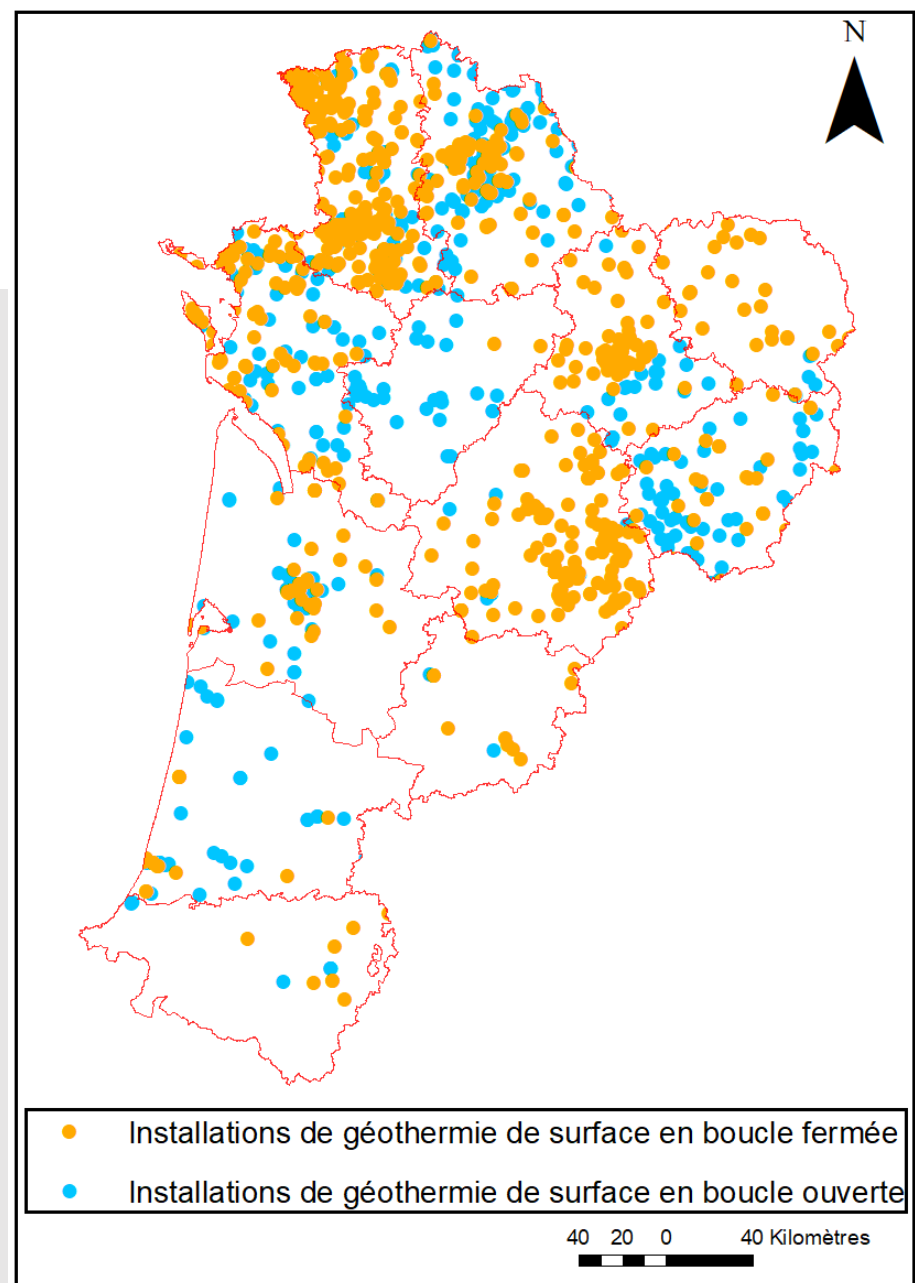 N
Installations de géothermie de surface en boucle fermée
Installations de géothermie de surface en boucle ouverte
40 20 0 40 Kilomètres